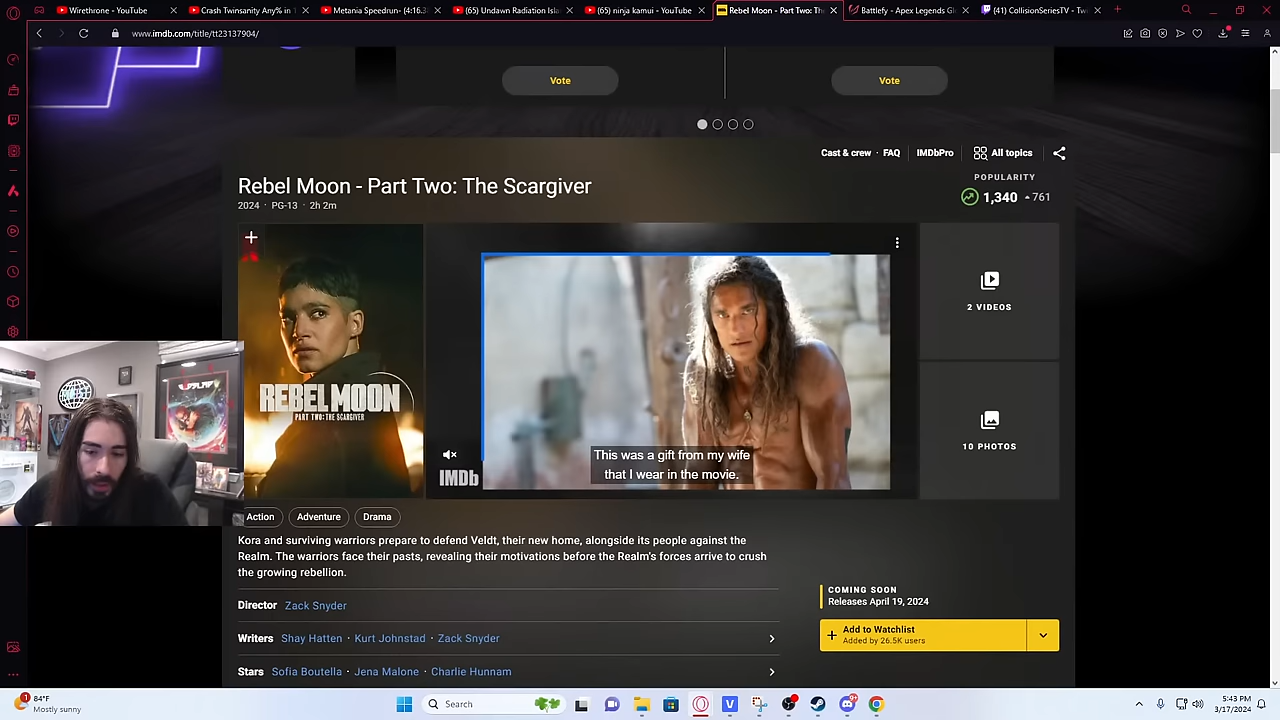 Wirethrone - YouTube
Crash Twinsanity Any% in 1
Metania Speedrun- (4:16.3
(65) Undawn Radiation Islan
(65) ninja kamui - YouTube
Rebel Moon - Part Two: The
Battlefy - Apex Legends Gl
(41) CollisionSeriesTV - Tw
www.imdb.com/title/tt23137904/
Vote
Vote
Cast & crew · FAQ
IMDbPro
All topics
Rebel Moon - Part Two: The Scargiver
2024 · PG-13 · 2h 2m
POPULARITY
1,340
761
REBEL MOON
PART TWO: THE SCARGIVER
This was a gift from my wife
that I wear in the movie.
IMDb
2 VIDEOS
10 PHOTOS
Action
Adventure
Drama
Kora and surviving warriors prepare to defend Veldt, their new home, alongside its people against the
Realm. The warriors face their pasts, revealing their motivations before the Realm's forces arrive to crush
the growing rebellion.
Director Zack Snyder
Writers Shay Hatten · Kurt Johnstad · Zack Snyder
Stars Sofia Boutella · Jena Malone · Charlie Hunnam
COMING SOON
Releases April 19, 2024
Add to Watchlist
Added by 26.5K users
84°F
Mostly sunny
Search
5:43 PM
3/17/2024